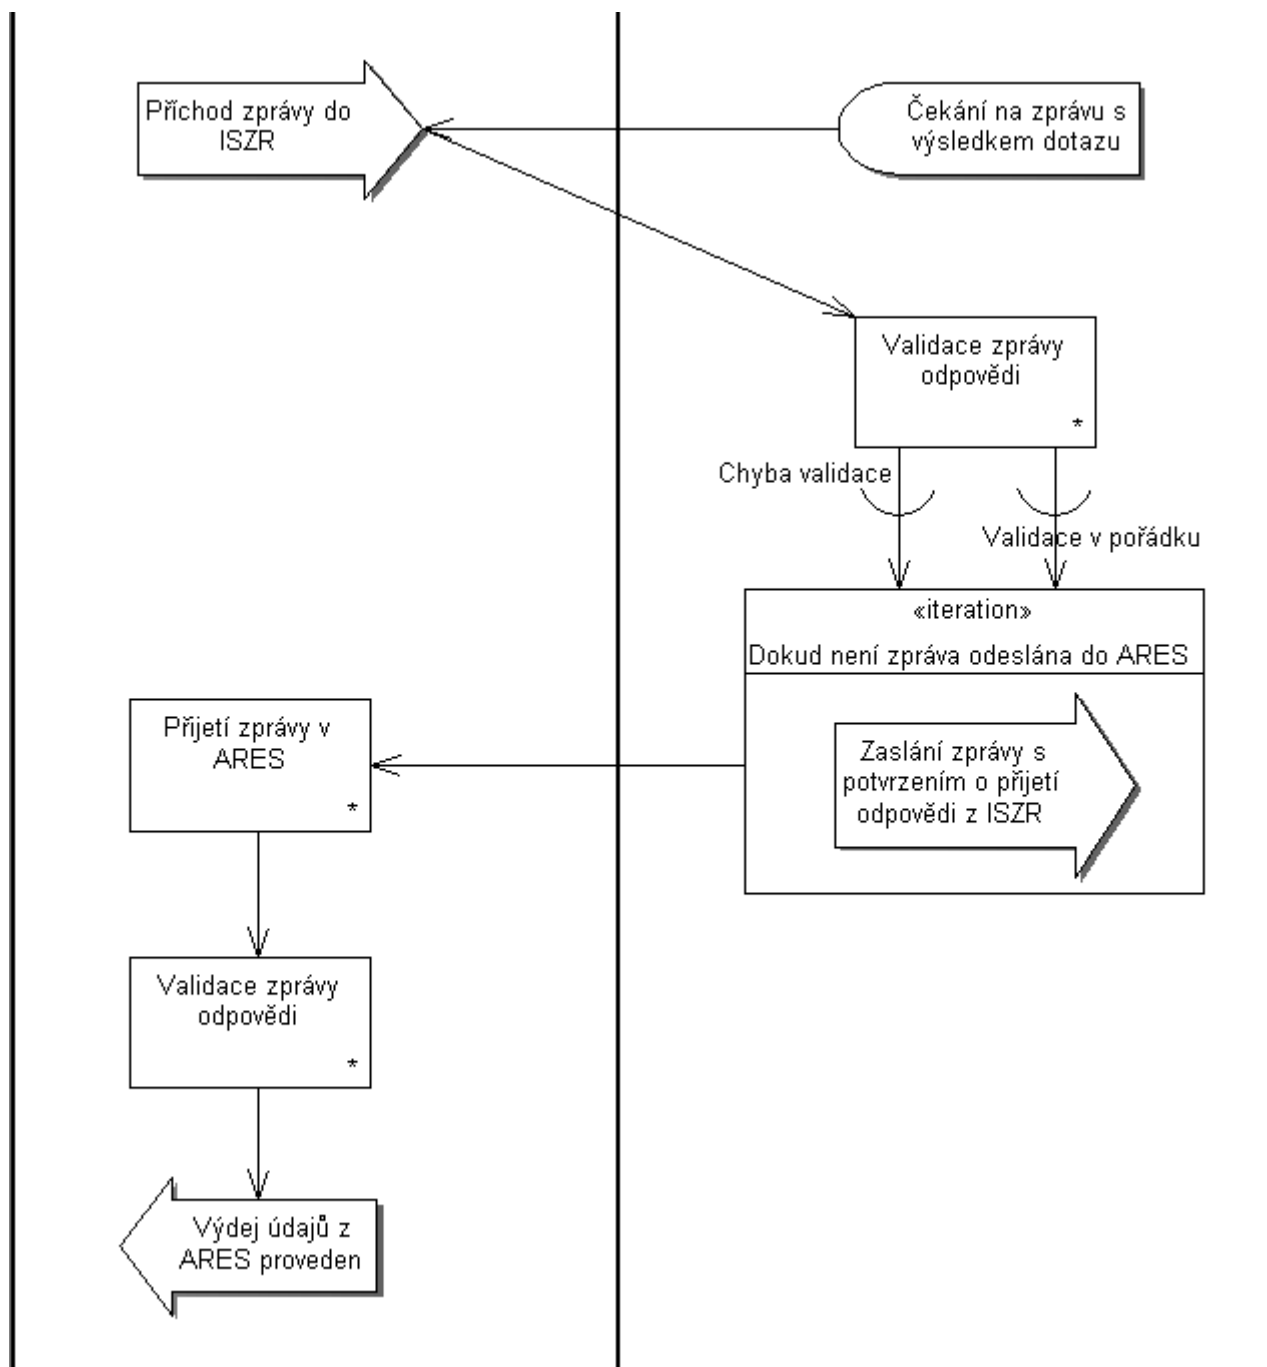 Příchod zprávy do
ISZR
Čekání na zprávu s
výsledkem dotazu
Validace zprávy
odpovědi
*
Chyba validace
Validace v pořádku
«iteration»
Dokud není zpráva odeslána do ARES
Zaslání zprávy s
potvrzením o přijetí
odpovědi z ISZR
Přijetí zprávy v
ARES
*
Validace zprávy
odpovědi
*
Výdej údajů z
ARES proveden